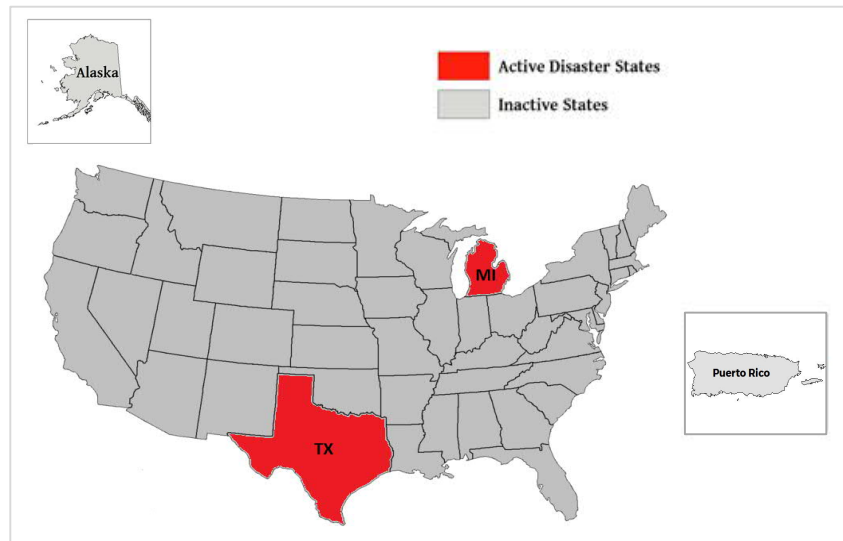 Alaska
Active Disaster States
Inactive States
MI
Puerto Rico
TX